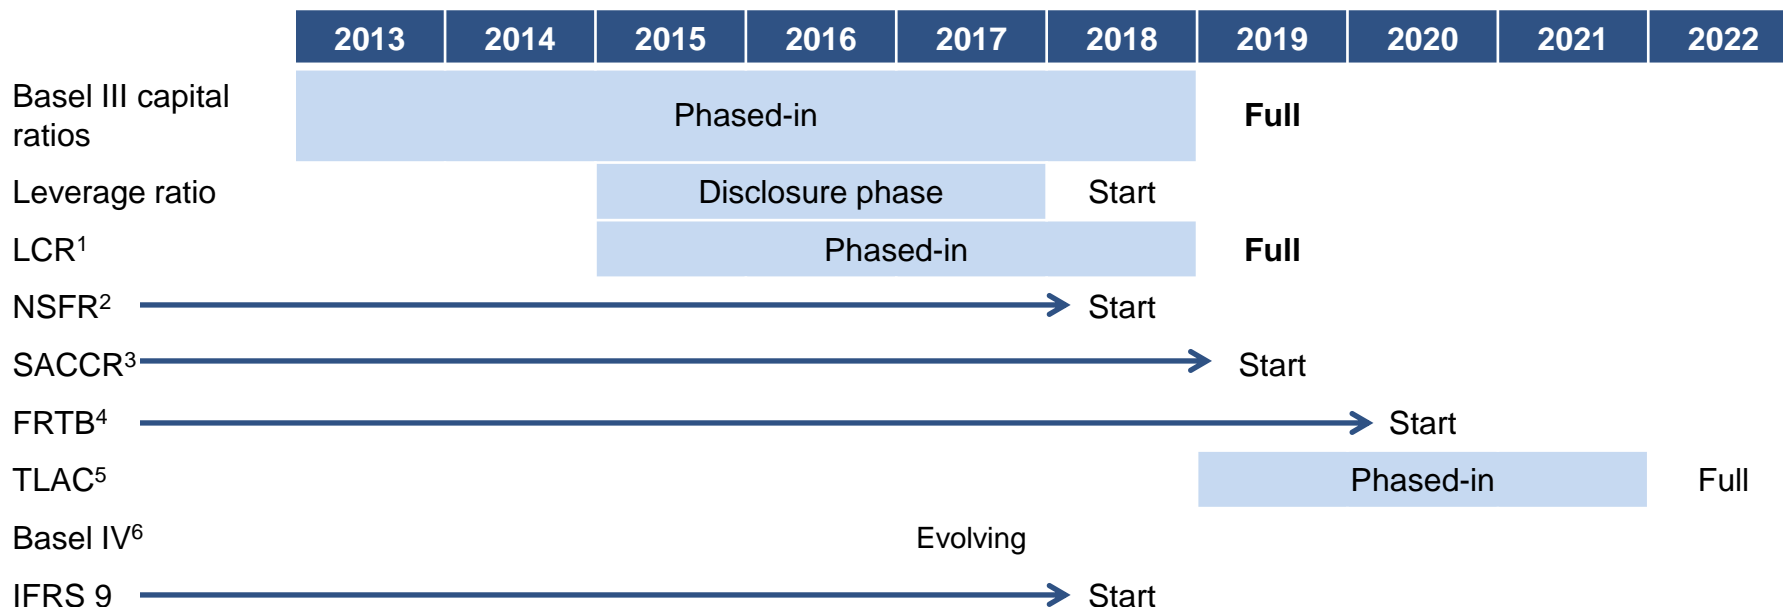 2013 2014 2015 2016 2017 2018 2019 2020 2021 2022
Basel III capital
ratios
Phased-in Full
Leverage ratio Disclosure phase Start
LCR1 Phased-in Full
NSFR2 Start
SACCR3 Start
FRTB4 Start
TLAC5 Phased-in Full
Basel IV6 Evolving
IFRS 9 Start